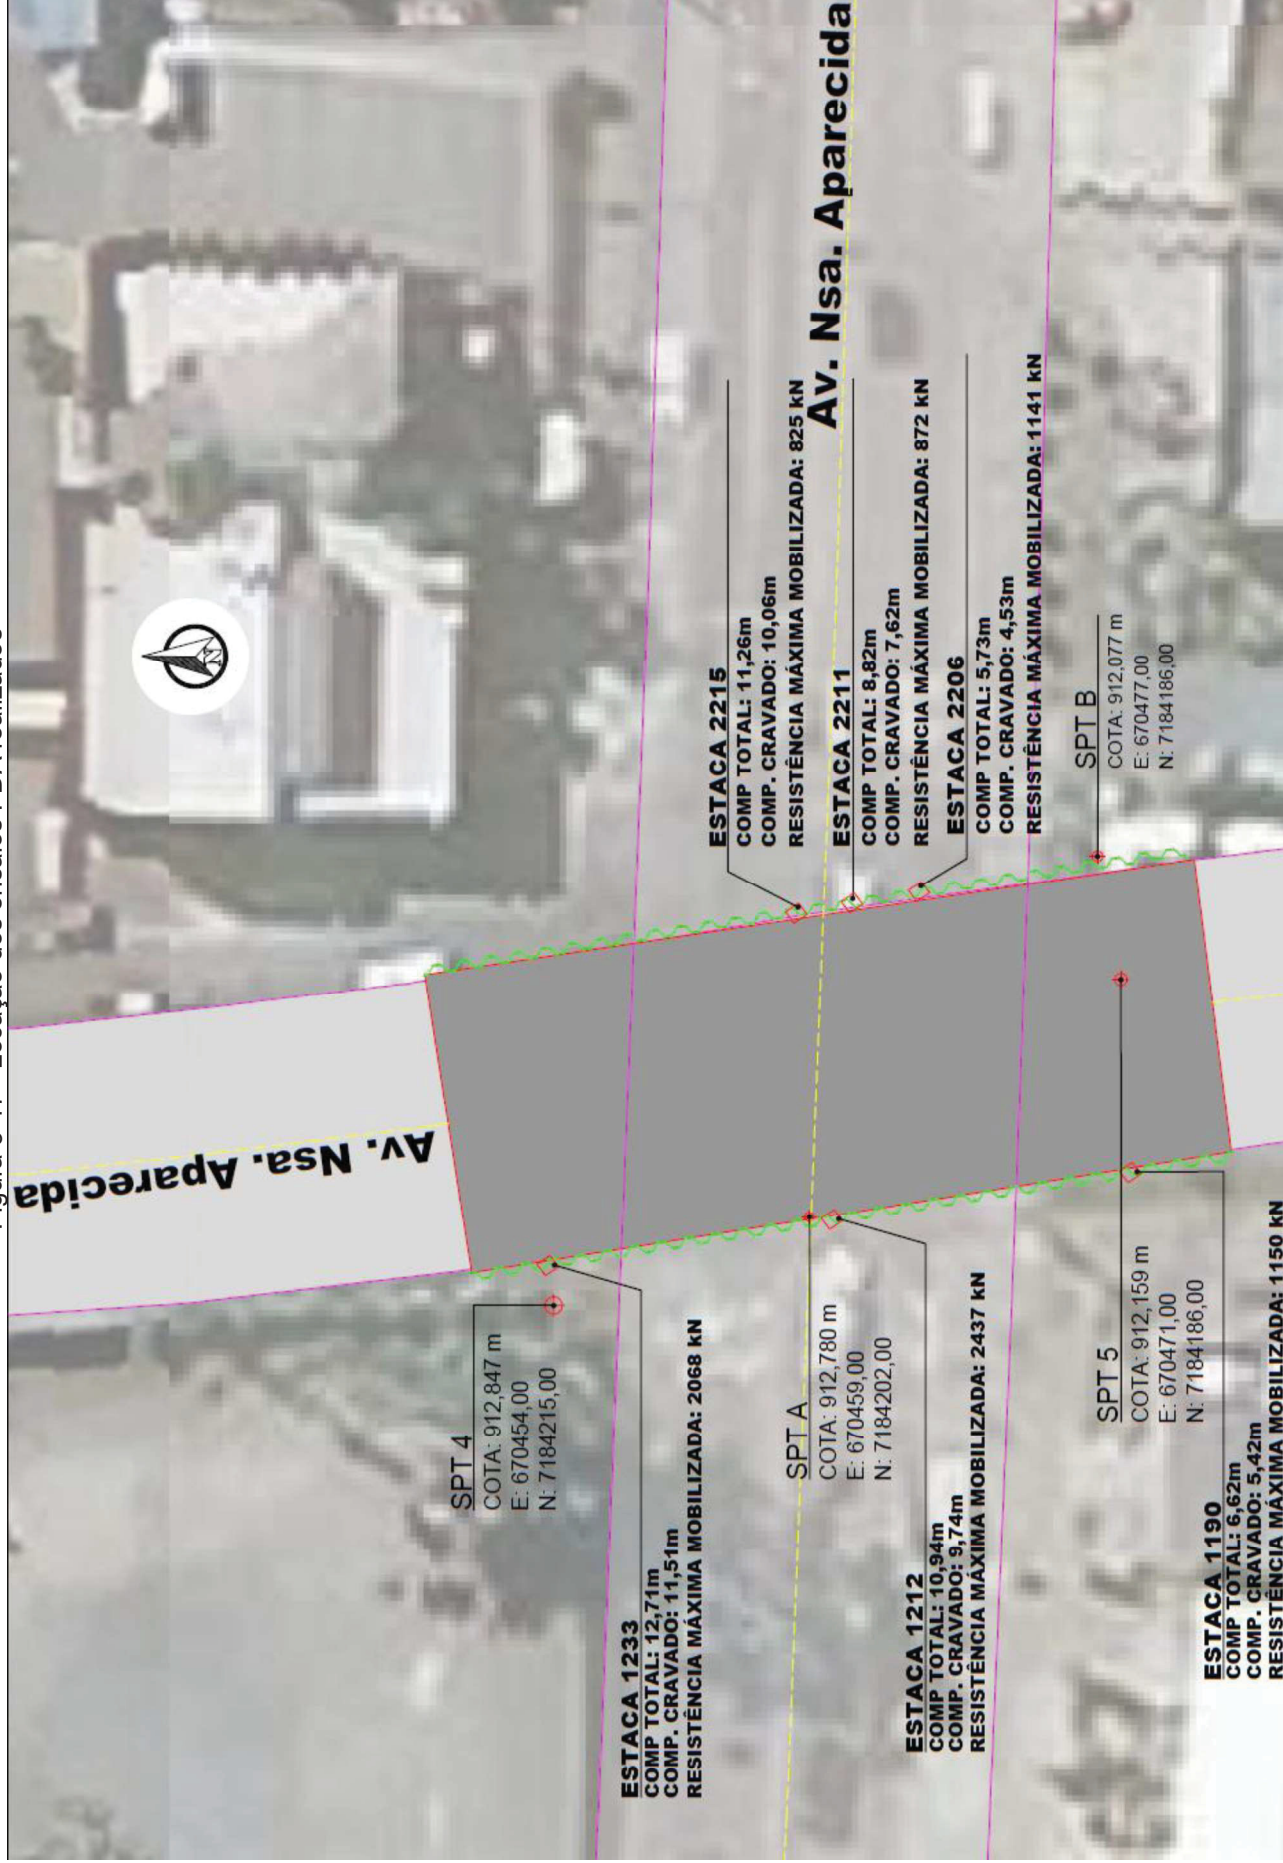 Av. Nsa. Aparecida
Av. Nsa. Aparecida
N
ESTACA 2215
COMP TOTAL: 11,26m
COMP. CRAVADO: 10,06m
RESISTÊNCIA MÁXIMA MOBILIZADA: 825 kN
ESTACA 2211
COMP TOTAL: 8,82m
COMP. CRAVADO: 7,62m
RESISTÊNCIA MÁXIMA MOBILIZADA: 872 kN
ESTACA 2206
COMP TOTAL: 5,73m
COMP. CRAVADO: 4,53m
RESISTÊNCIA MÁXIMA MOBILIZADA: 1141 kN
SPT B
COTA: 912,077 m
E: 670477,00
N: 7184186,00
SPT 4
COTA: 912,847 m
E: 670454,00
N: 7184215,00
ESTACA 1233
COMP TOTAL: 12,71m
COMP. CRAVADO: 11,51m
RESISTÊNCIA MÁXIMA MOBILIZADA: 2068 kN
SPT A
COTA: 912,780 m
E: 670459,00
N: 7184202,00
ESTACA 1212
COMP TOTAL: 10,94m
COMP. CRAVADO: 9,74m
RESISTÊNCIA MÁXIMA MOBILIZADA: 2437 kN
SPT 5
COTA: 912,159 m
E: 670471,00
N: 7184186,00
ESTACA 1190
COMP TOTAL: 6,62m
COMP. CRAVADO: 5,42m
RESISTÊNCIA MÁXIMA MOBILIZADA: 1150 kN